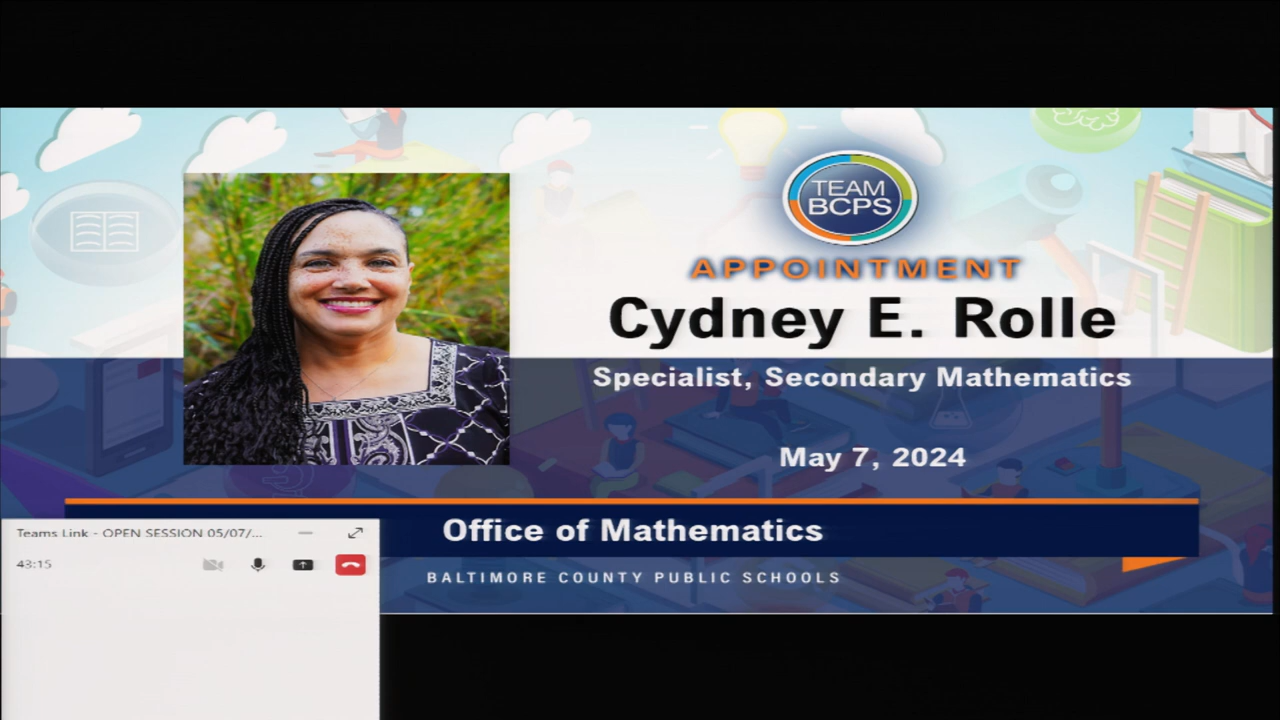 TEAM
BCPS
APPOINTMENT
Cydney E. Rolle
Specialist, Secondary Mathematics
May 7, 2024
Office of Mathematics
BALTIMORE COUNTY PUBLIC SCHOOLS
Teams Link - OPEN SESSION 05/07/...
43:15